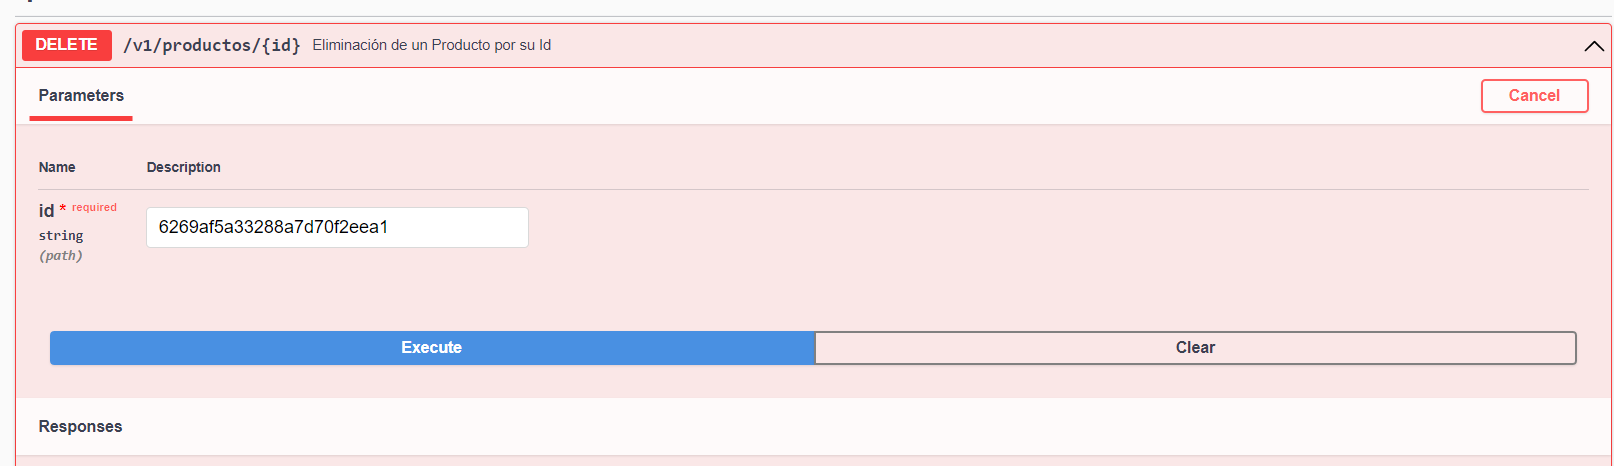 DELETE /v1/productos/{id} Eliminación de un Producto por su Id
Parameters Cancel
Name Description
id * required
string
(path)
6269af5a33288a7d70f2eea1
Execute Clear
Responses